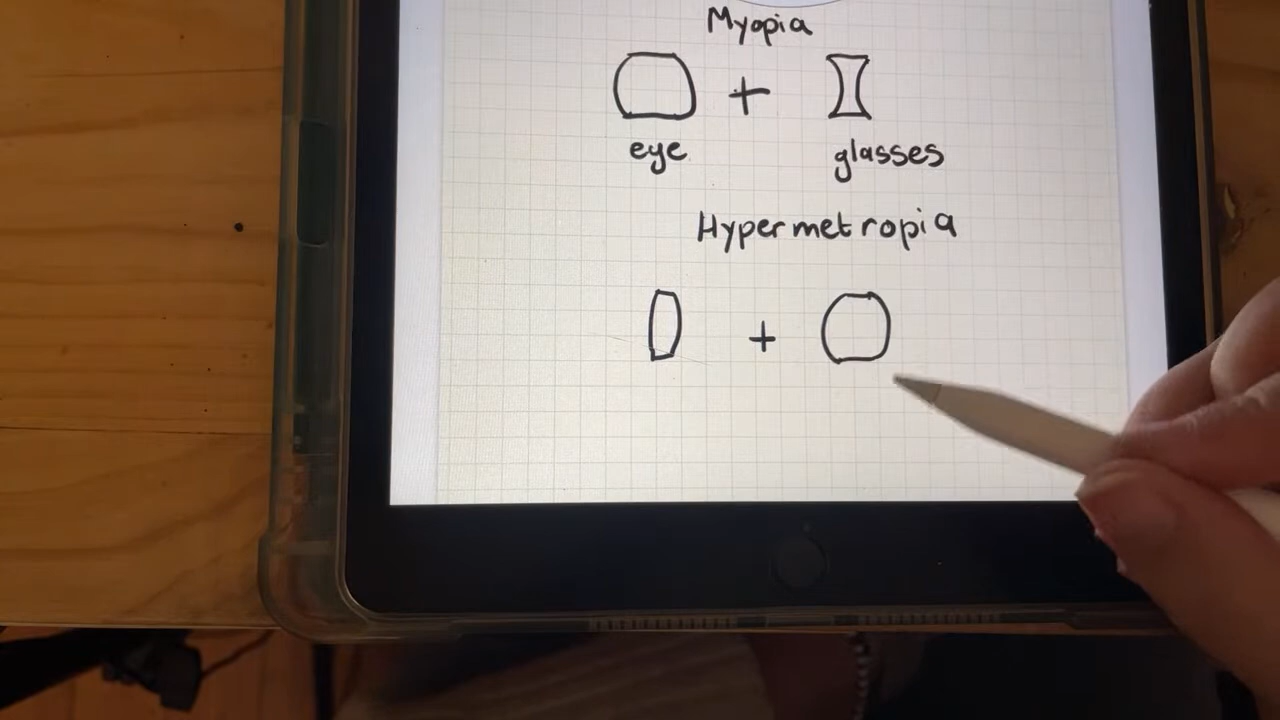 Myopia
+
eye glasses
Hypermetropia
+